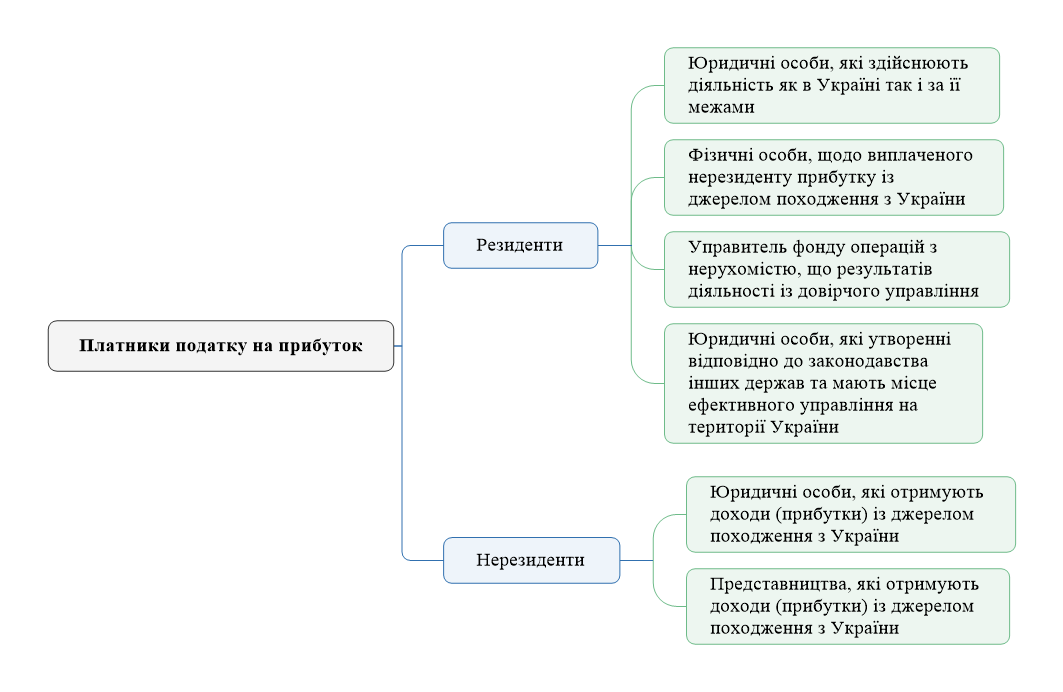 Юридичні особи, які здійснюють
діяльність як в Україні так і за її
межами
Фізичні особи, щодо виплаченого
нерезиденту прибутку із
джерелом походження з України
Резиденти
Управитель фонду операцій з
нерухомістю, що результатів
діяльності із довірчого управління
Платники податку на прибуток
Юридичні особи, які утворенні
відповідно до законодавства
інших держав та мають місце
ефективного управління на
території України
Нерезиденти
Юридичні особи, які отримують
доходи (прибутки) із джерелом
походження з України
Представництва, які отримують
доходи (прибутки) із джерелом
походження з України